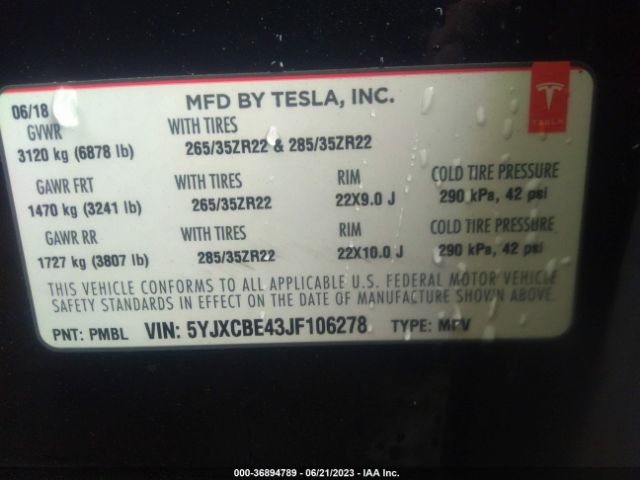 06/18 MFD BY TESLA, INC.
GVWR WITH TIRES
3120 kg (6878 lb) 265/35ZR22 & 285/35ZR22
GAWR FRT WITH TIRES RIM COLD TIRE PRESSURE
1470 kg (3241 lb) 265/35ZR22 22X9.0 J 290 kPa, 42 psi
GAWR RR WITH TIRES RIM COLD TIRE PRESSURE
1727 kg (3807 lb) 285/35ZR22 22X10.0 J 290 kPa, 42 psi
THIS VEHICLE CONFORMS TO ALL APPLICABLE U.S. FEDERAL MOTOR VEHICLE
SAFETY STANDARDS IN EFFECT ON THE DATE OF MANUFACTURE SHOWN ABOVE.
PNT: PMBL VIN: 5YJXCBE43JF106278 TYPE: MPV
TESLA
000-36894789 - 06/21/2023 - IAA Inc.